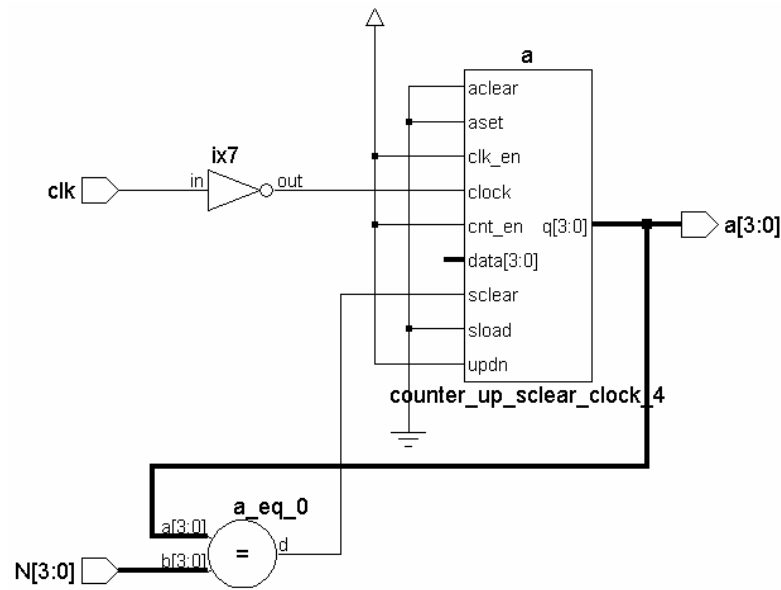 a
aclear
aset
ix7
clk_en
clk
in
out
clock
cnt_en
q[3:0]
a[3:0]
data[3:0]
sclear
sload
updn
counter_up_sclear_clock_4
a_eq_0
a[3:0]
=
d
b[3:0]
N[3:0]